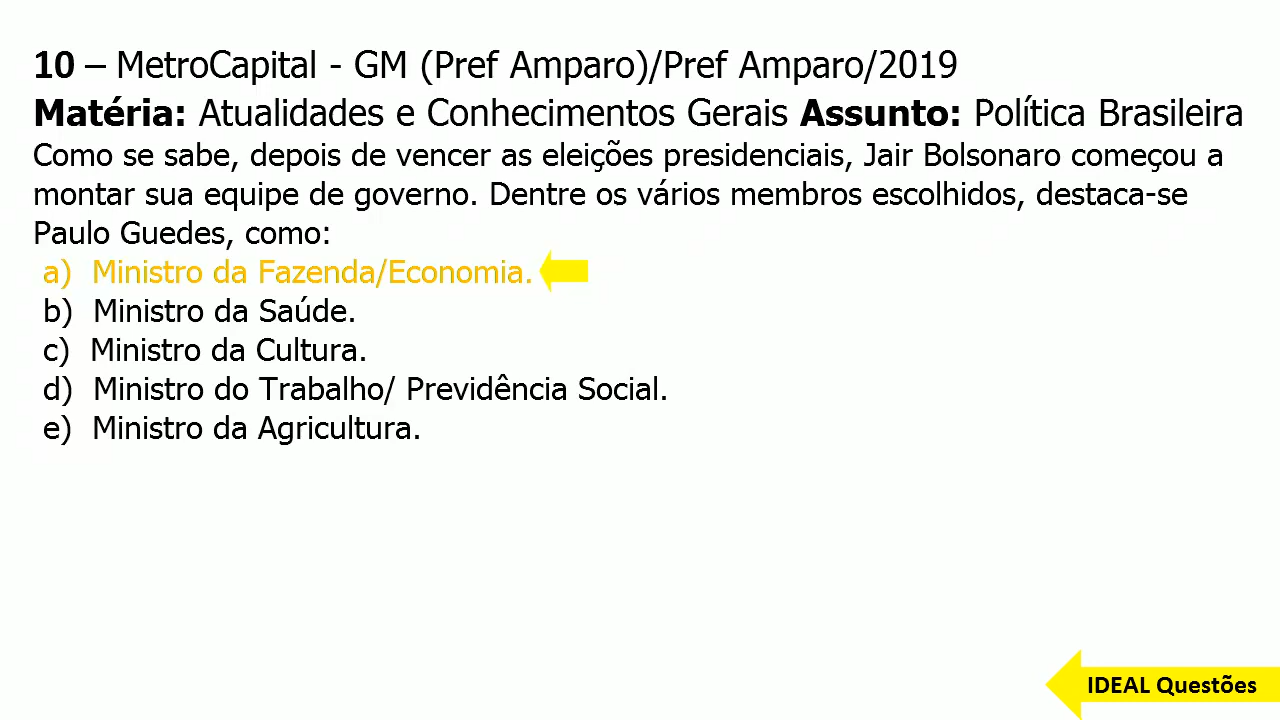 10 – MetroCapital - GM (Pref Amparo)/Pref Amparo/2019
Matéria: Atualidades e Conhecimentos Gerais Assunto: Política Brasileira
Como se sabe, depois de vencer as eleições presidenciais, Jair Bolsonaro começou a
montar sua equipe de governo. Dentre os vários membros escolhidos, destaca-se
Paulo Guedes, como:
a) Ministro da Fazenda/Economia.
b) Ministro da Saúde.
c) Ministro da Cultura.
d) Ministro do Trabalho/ Previdência Social.
e) Ministro da Agricultura.
IDEAL Questões